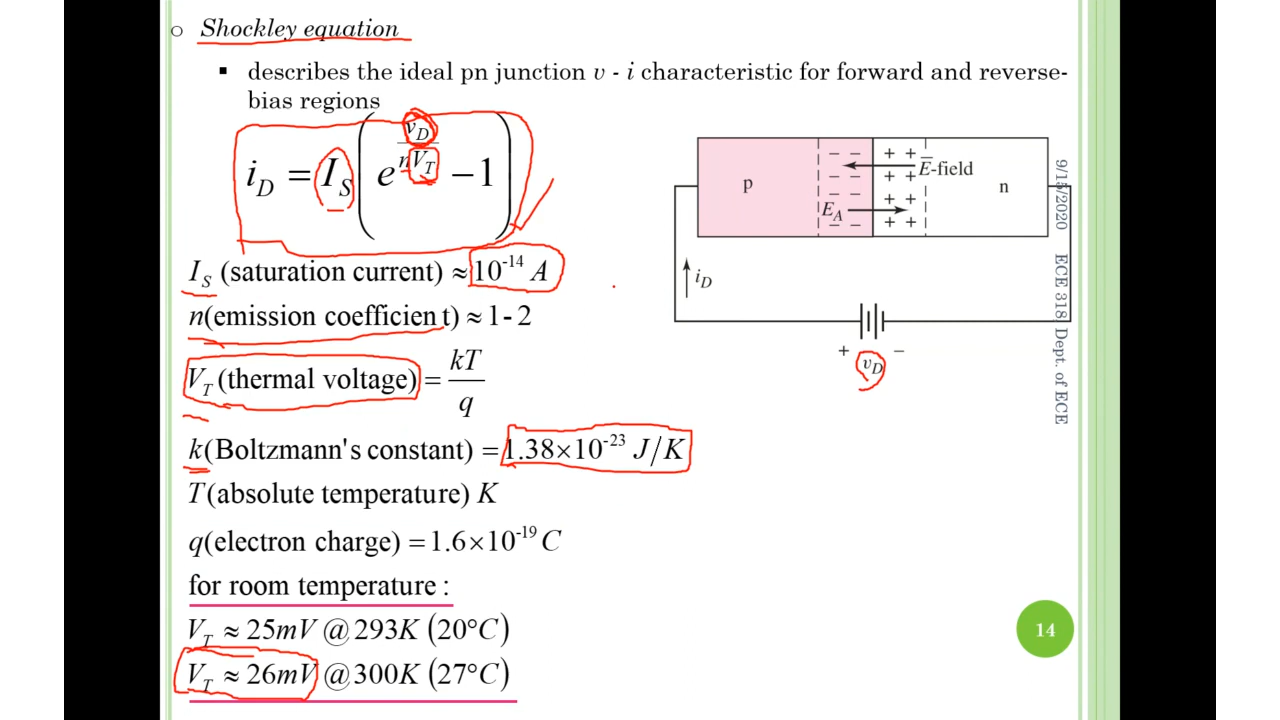 Shockley equation
▪ describes the ideal pn junction v - i characteristic for forward and reverse-
bias regions
i_D = I_S (e^(v_D/nV_T) − 1)
I_S (saturation current) ≈ 10^-14 A
n(emission coefficien t) ≈ 1 - 2
V_T (thermal voltage) = kT/q
k(Boltzmann's constant) = 1.38×10^-23 J/K
T(absolute temperature) K
q(electron charge) = 1.6×10^-19 C
for room temperature :
V_T ≈ 25mV @ 293K (20°C)
V_T ≈ 26mV @ 300K (27°C)
p
− −
+ +
E-field
n
E_A
i_D
+ −
v_D
9/15/2020 ECE 318 Dept. of ECE
14